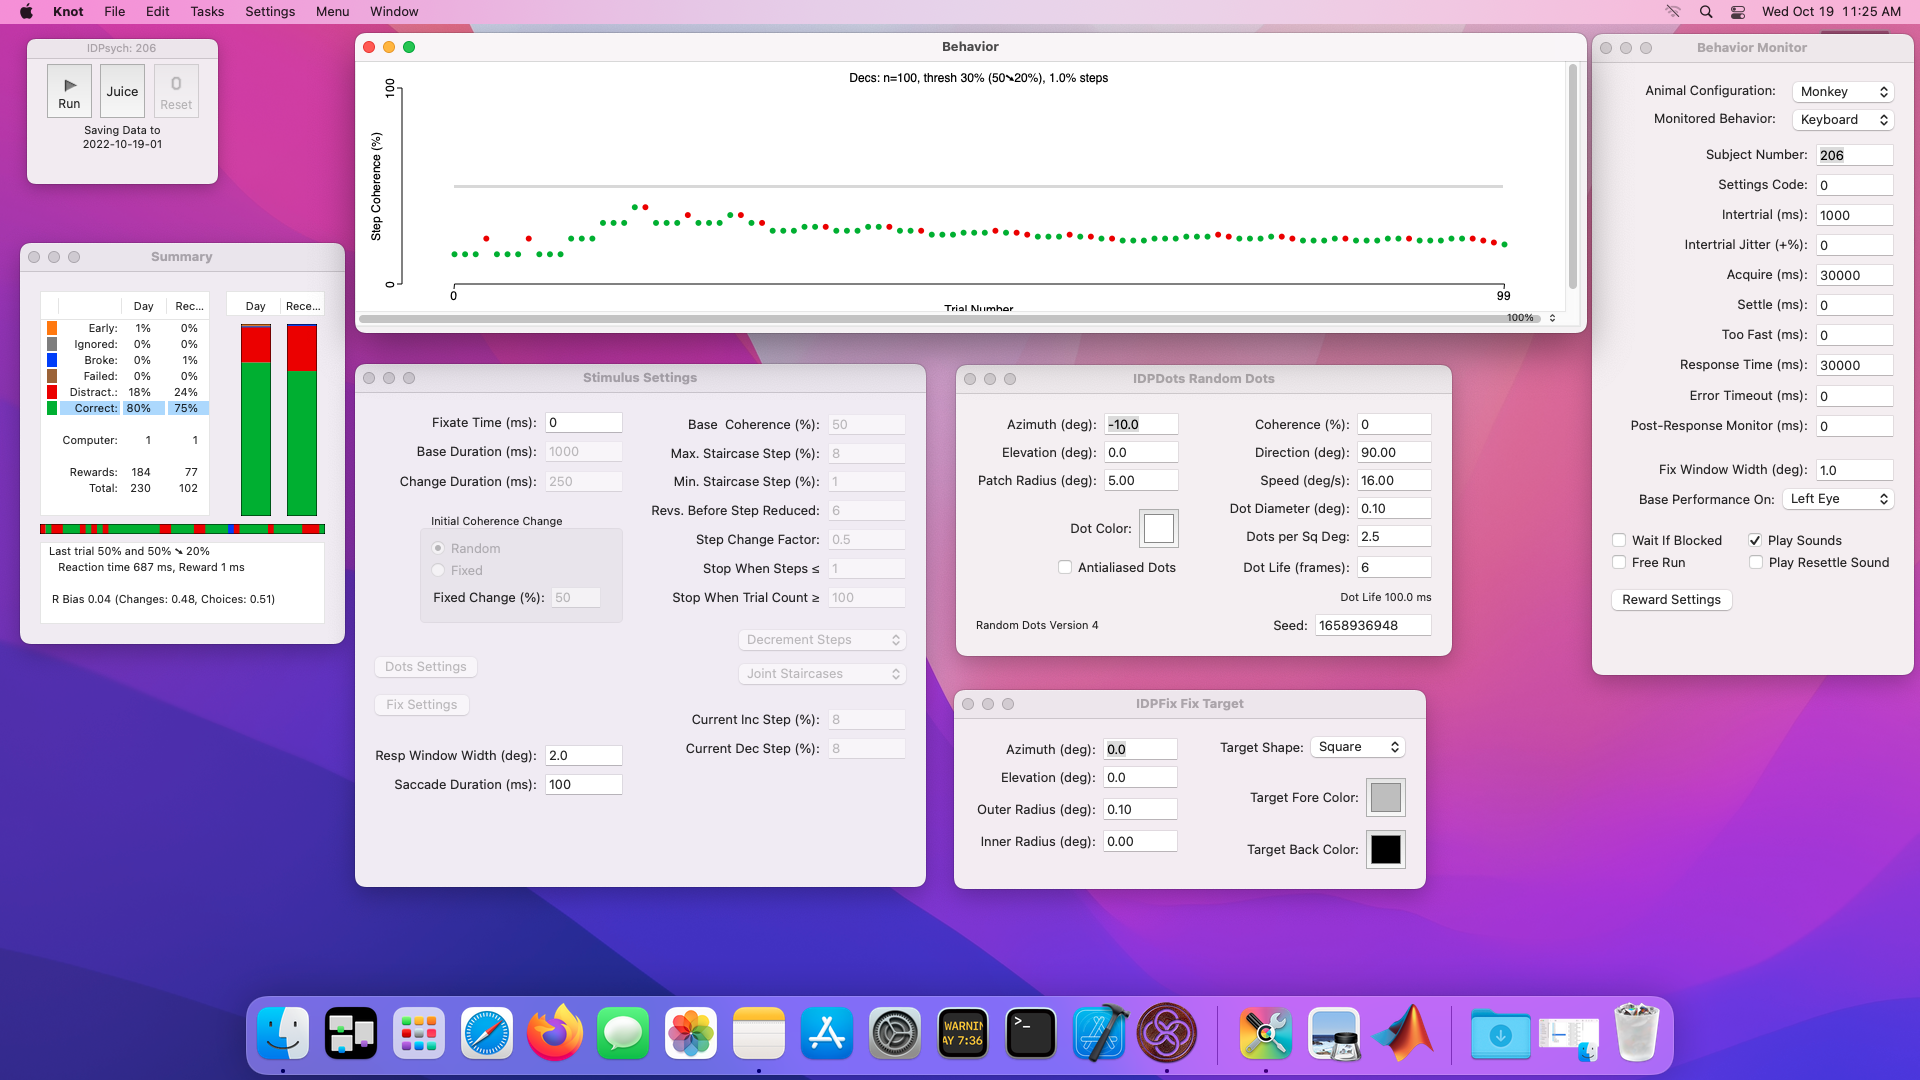 Knot File Edit Tasks Settings Menu Window Wed Oct 19 11:25 AM
IDPsych: 206
Run
Juice
0
Reset
Saving Data to
2022-10-19-01
Summary
Day Rec... Day Rece...
Early: 1% 0%
Ignored: 0% 0%
Broke: 0% 1%
Failed: 0% 0%
Distract.: 18% 24%
Correct: 80% 75%
Computer: 1 1
Rewards: 184 77
Total: 230 102
Last trial 50% and 50% ➘ 20%
Reaction time 687 ms, Reward 1 ms
R Bias 0.04 (Changes: 0.48, Choices: 0.51)
Behavior
Decs: n=100, thresh 30% (50➘20%), 1.0% steps
100
Step Coherence (%)
0
0 99
Trial Number
100%
Stimulus Settings
Fixate Time (ms): 0
Base Duration (ms): 1000
Change Duration (ms): 250
Initial Coherence Change
Random
Fixed
Fixed Change (%): 50
Dots Settings
Fix Settings
Resp Window Width (deg): 2.0
Saccade Duration (ms): 100
Base Coherence (%): 50
Max. Staircase Step (%): 8
Min. Staircase Step (%): 1
Revs. Before Step Reduced: 6
Step Change Factor: 0.5
Stop When Steps ≤ 1
Stop When Trial Count ≥ 100
Decrement Steps
Joint Staircases
Current Inc Step (%): 8
Current Dec Step (%): 8
IDPDots Random Dots
Azimuth (deg): -10.0
Elevation (deg): 0.0
Patch Radius (deg): 5.00
Dot Color:
Antialiased Dots
Random Dots Version 4
Coherence (%): 0
Direction (deg): 90.00
Speed (deg/s): 16.00
Dot Diameter (deg): 0.10
Dots per Sq Deg: 2.5
Dot Life (frames): 6
Dot Life 100.0 ms
Seed: 1658936948
IDPFix Fix Target
Azimuth (deg): 0.0
Elevation (deg): 0.0
Outer Radius (deg): 0.10
Inner Radius (deg): 0.00
Target Shape: Square
Target Fore Color:
Target Back Color:
Behavior Monitor
Animal Configuration: Monkey
Monitored Behavior: Keyboard
Subject Number: 206
Settings Code: 0
Intertrial (ms): 1000
Intertrial Jitter (+%): 0
Acquire (ms): 30000
Settle (ms): 0
Too Fast (ms): 0
Response Time (ms): 30000
Error Timeout (ms): 0
Post-Response Monitor (ms): 0
Fix Window Width (deg): 1.0
Base Performance On: Left Eye
Wait If Blocked
Play Sounds
Free Run
Play Resettle Sound
Reward Settings
WARNIN
AY 7:36
>_